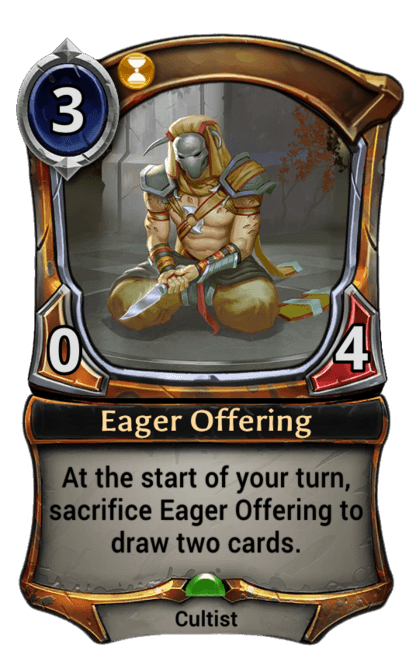 3
0
4
Eager Offering
At the start of your turn,
sacrifice Eager Offering to
draw two cards.
Cultist